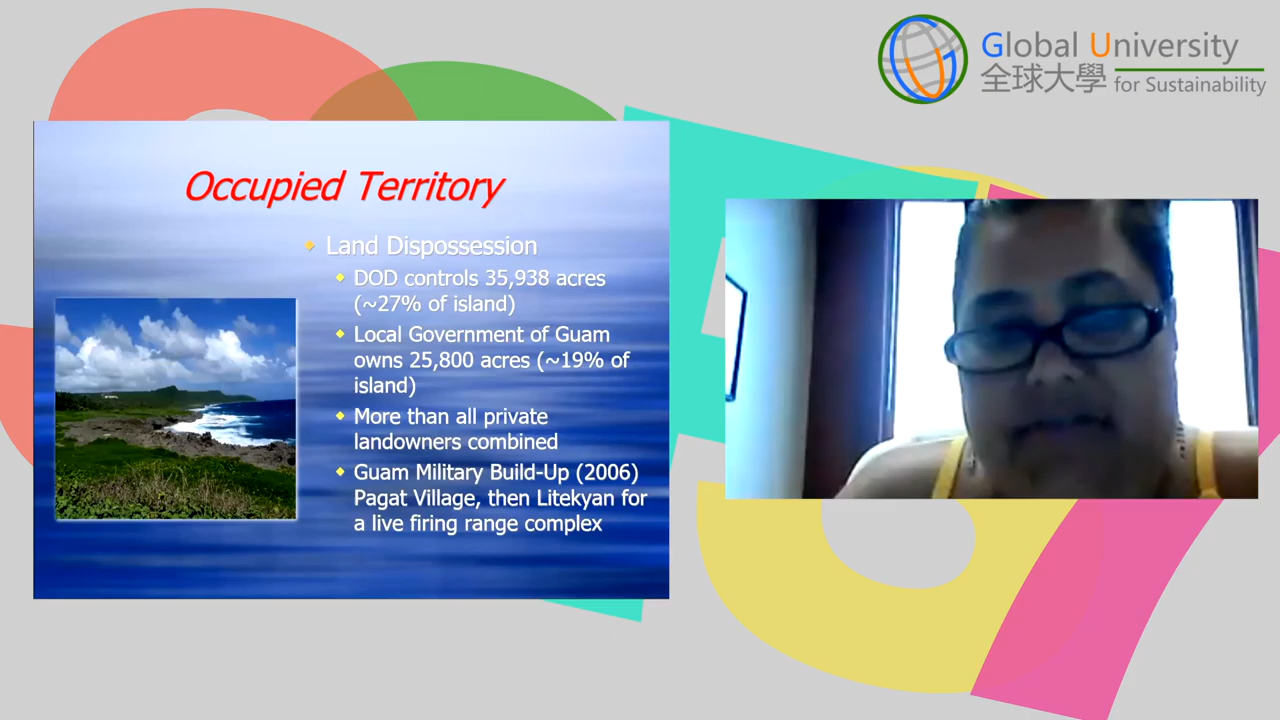 Global University
全球大學 for Sustainability
Occupied Territory
Land Dispossession
DOD controls 35,938 acres
(~27% of island)
Local Government of Guam
owns 25,800 acres (~19% of
island)
More than all private
landowners combined
Guam Military Build-Up (2006)
Pagat Village, then Litekyan for
a live firing range complex